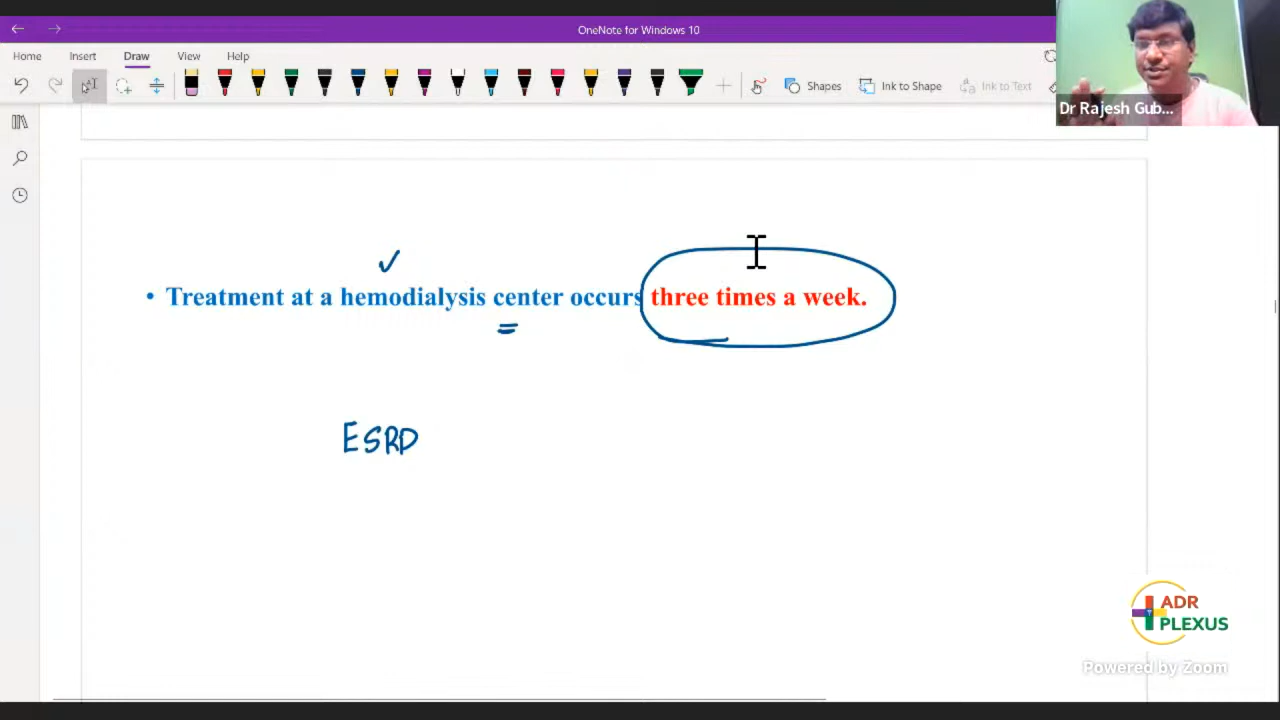 OneNote for Windows 10
Home Insert Draw View Help
Shapes Ink to Shape Ink to Text
Dr Rajesh Gub...
• Treatment at a hemodialysis center occurs three times a week.
ESRD
ADR
PLEXUS
Powered by Zoom